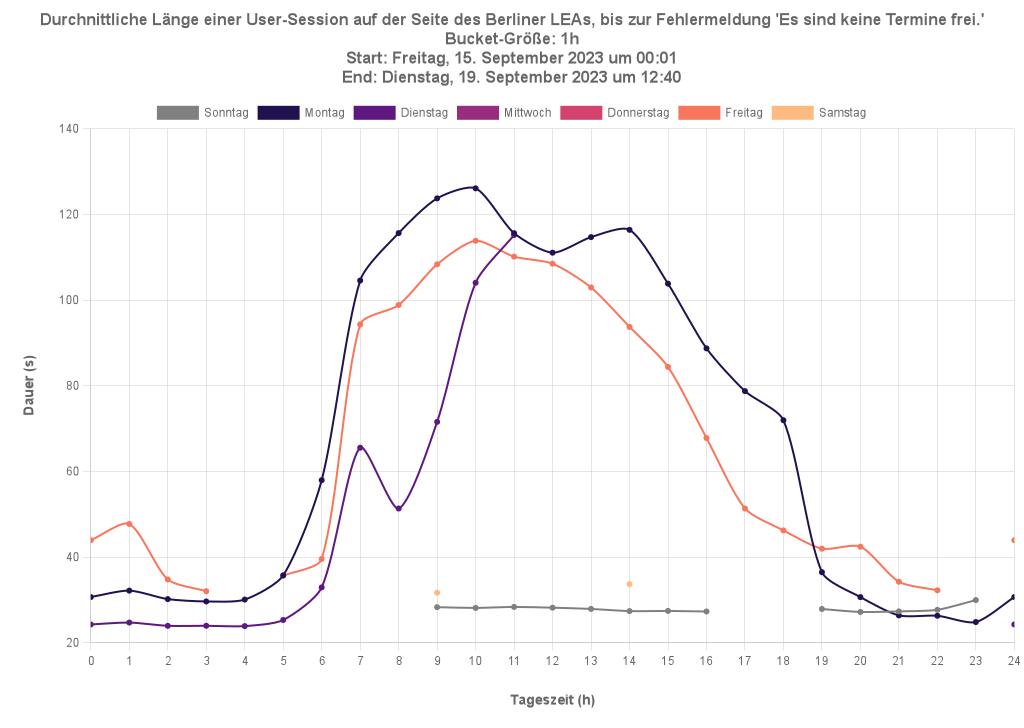 Durchnittliche Länge einer User-Session auf der Seite des Berliner LEAs, bis zur Fehlermeldung 'Es sind keine Termine frei.'
Bucket-Größe: 1h
Start: Freitag, 15. September 2023 um 00:01
End: Dienstag, 19. September 2023 um 12:40
Sonntag Montag Dienstag Mittwoch Donnerstag Freitag Samstag
140
120
100
80
60
40
20
Dauer (s)
0 1 2 3 4 5 6 7 8 9 10 11 12 13 14 15 16 17 18 19 20 21 22 23 24
Tageszeit (h)